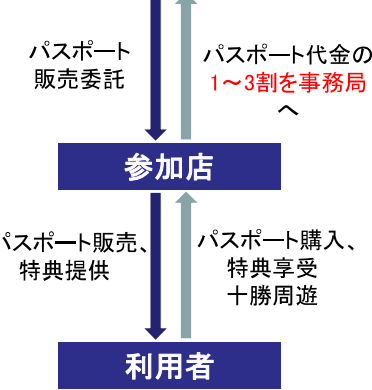 パスポート
販売委託
パスポート代金の
1～3割を事務局
へ
参加店
パスポート販売、
特典提供
パスポート購入、
特典享受
十勝周遊
利用者